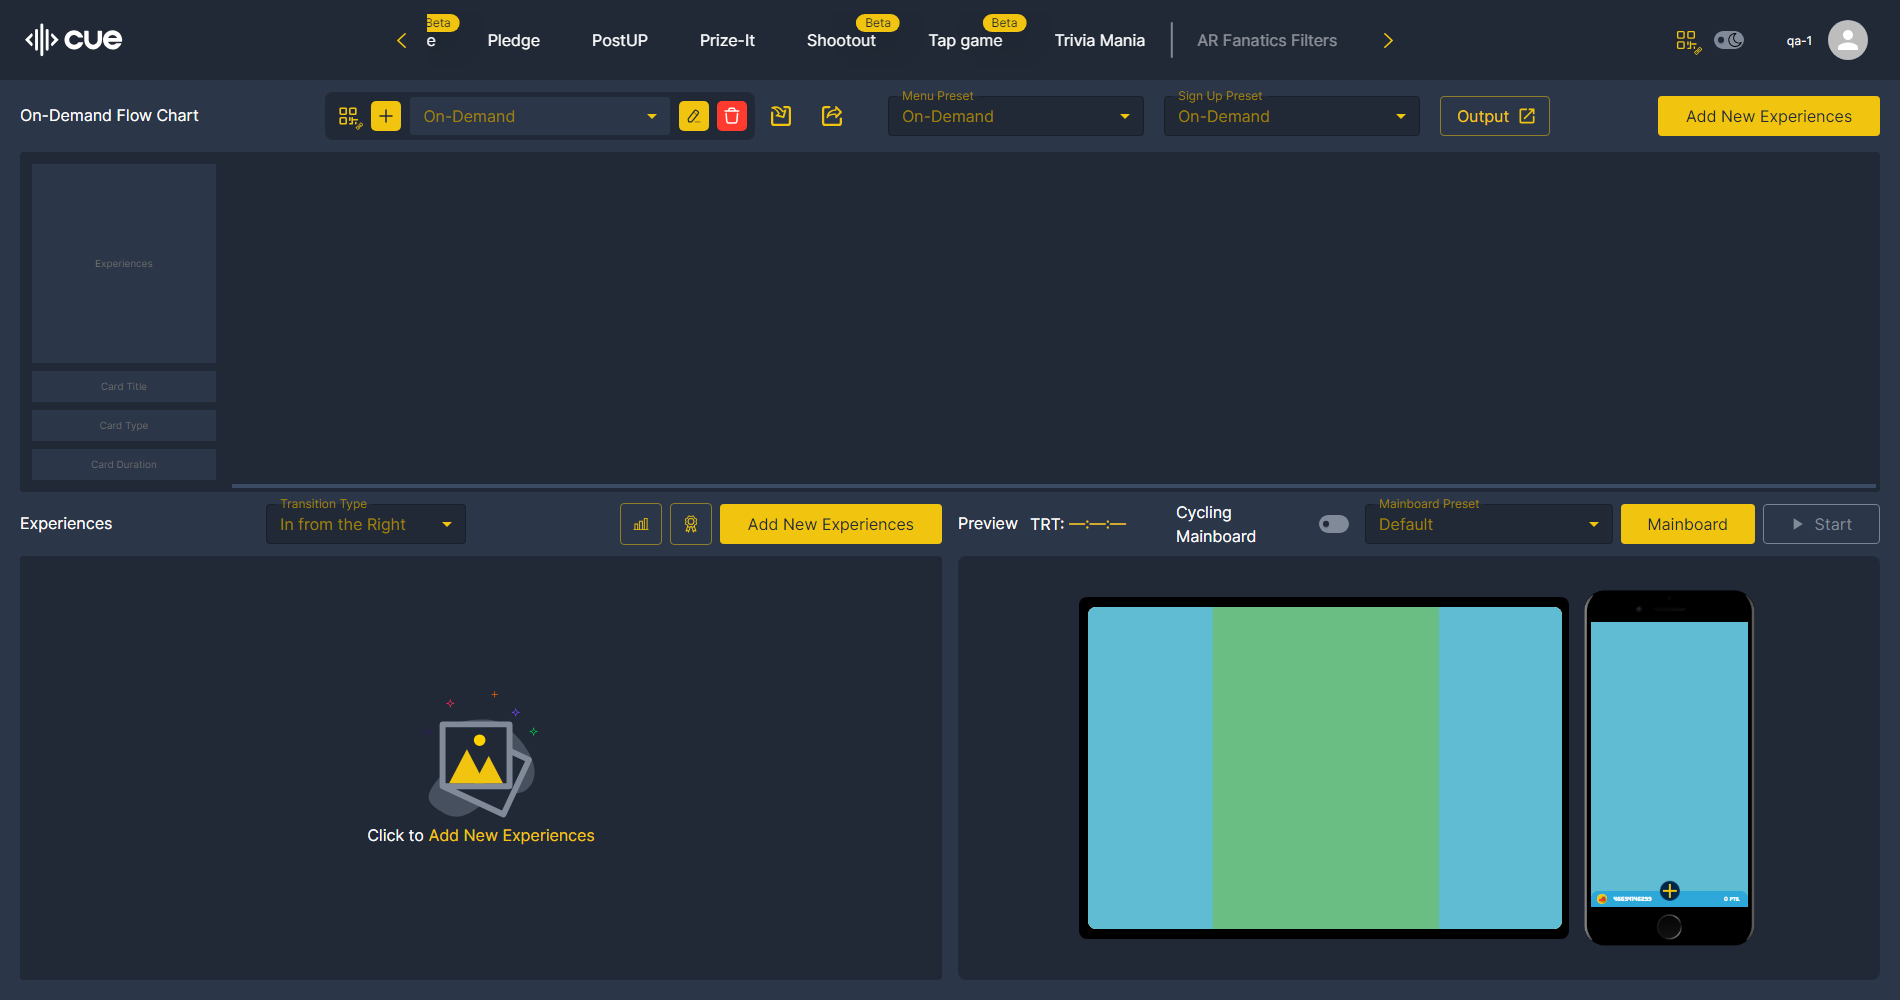 cue
Beta
e
Pledge
PostUP
Prize-It
Beta
Shootout
Beta
Tap game
Trivia Mania
AR Fanatics Filters
qa-1
On-Demand Flow Chart
On-Demand
Menu Preset
On-Demand
Sign Up Preset
On-Demand
Output
Add New Experiences
Experiences
Card Title
Card Type
Card Duration
Experiences
Transition Type
In from the Right
Add New Experiences
Preview
TRT: —:—:—
Cycling
Mainboard
Mainboard Preset
Default
Mainboard
Start
Click to Add New Experiences
0 PTS.